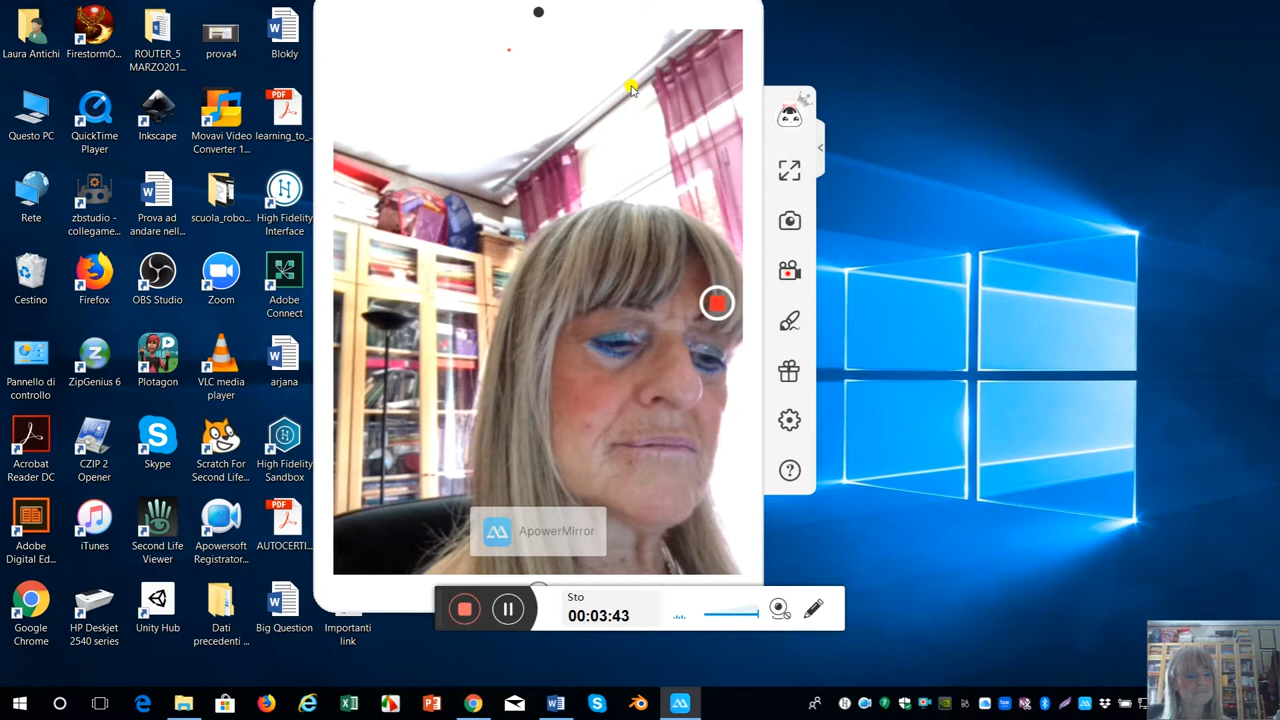 Laura Antichi
FirestormO...
ROUTER_5
MARZO201...
prova4
Blokly
Questo PC
QuickTime
Player
Inkscape
Movavi Video
Converter 1...
learning_to_...
Rete
zbstudio -
collegame...
Prova ad
andare nell...
scuola_robo...
High Fidelity
Interface
Cestino
Firefox
OBS Studio
Zoom
Adobe
Connect
Pannello di
controllo
ZipGenius 6
Plotagon
VLC media
player
arjana
Acrobat
Reader DC
CZIP 2
Opener
Skype
Scratch For
Second Life...
High Fidelity
Sandbox
Adobe
Digital Ed...
iTunes
Second Life
Viewer
Apowersoft
Registrator...
AUTOCERTI...
Google
Chrome
HP Deskjet
2540 series
Unity Hub
Dati
precedenti ...
Big Question
Importanti
link
ApowerMirror
Sto
00:03:43